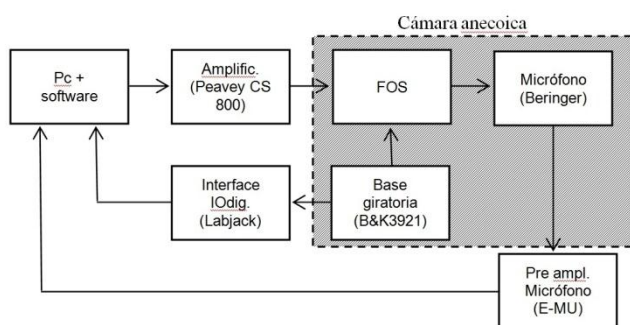 Cámara anecoica
Pc +
software
Amplific.
(Peavey CS
800)
FOS
Micrófono
(Beringer)
Interface
IOdig.
(Labjack)
Base
giratoria
(B&K3921)
Pre ampl.
Micrófono
(E-MU)